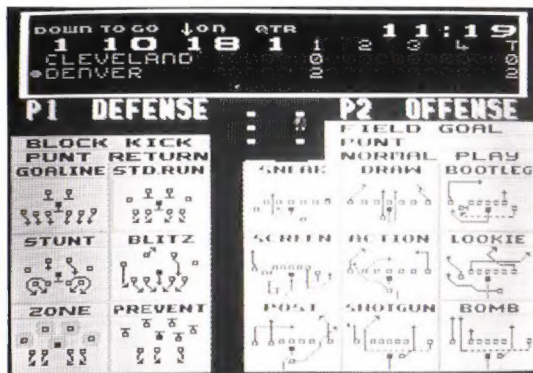 DOWN TO GO ↓ON QTR 11:19
1 10 18 1 1 2 3 4 T
CLEVELAND 0 0
DENVER 2 2
P1 DEFENSE P2 OFFENSE
BLOCK KICK
PUNT RETURN
FIELD GOAL
PUNT
NORMAL PLAY
GOALINE STD.RUN SNEAK DRAW BOOTLEG
STUNT BLITZ SCREEN ACTION LOOKIE
ZONE PREVENT POST SHOTGUN BOMB